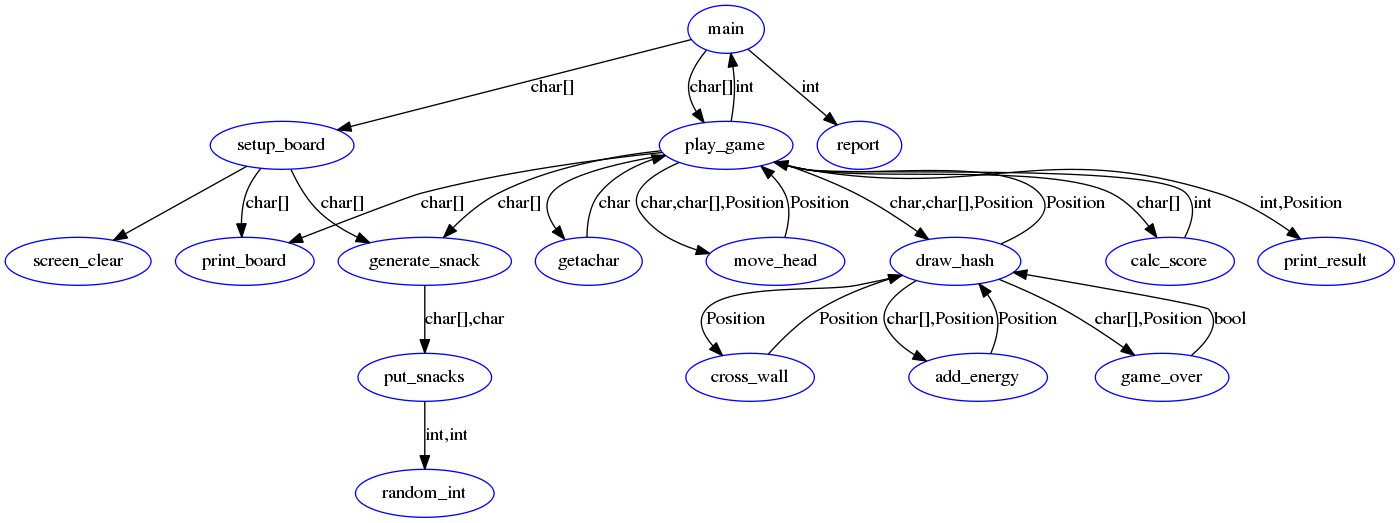 main
char[]
char[]
int
int
setup_board
play_game
report
char[]
char[]
char[]
char[]
char
char,char[],Position
Position
char,char[],Position
Position
char[]
int
int,Position
screen_clear
print_board
generate_snack
getachar
move_head
draw_hash
calc_score
print_result
char[],char
Position
Position
char[],Position
Position
char[],Position
bool
put_snacks
cross_wall
add_energy
game_over
int,int
random_int